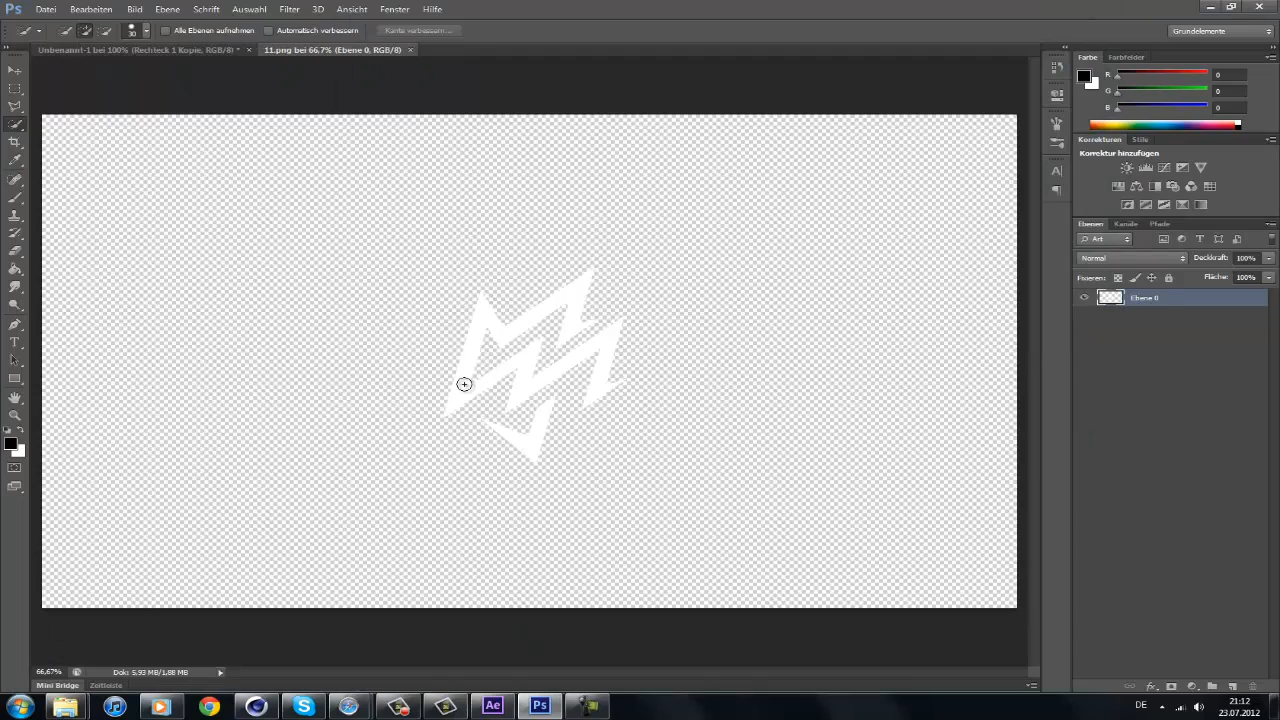 Ps Datei Bearbeiten Bild Ebene Schrift Auswahl Filter 3D Ansicht Fenster Hilfe
30 Alle Ebenen aufnehmen Automatisch verbessern Kante verbessern... Grundelemente
Unbenannt-1 bei 100% (Rechteck 1 Kopie, RGB/8) * × 11.png bei 66,7% (Ebene 0, RGB/8) ×
Farbe Farbfelder
R 0
G 0
B 0
Korrekturen Stile
Korrektur hinzufügen
Ebenen Kanäle Pfade
Art
Normal Deckkraft: 100%
Fixieren: Fläche: 100%
Ebene 0
66,67% Dok: 5,93 MB/1,88 MB
Mini Bridge Zeitleiste
Ae Ps DE 21:12
23.07.2012